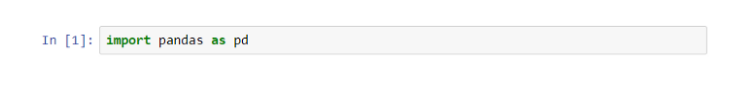 In [1]: import pandas as pd